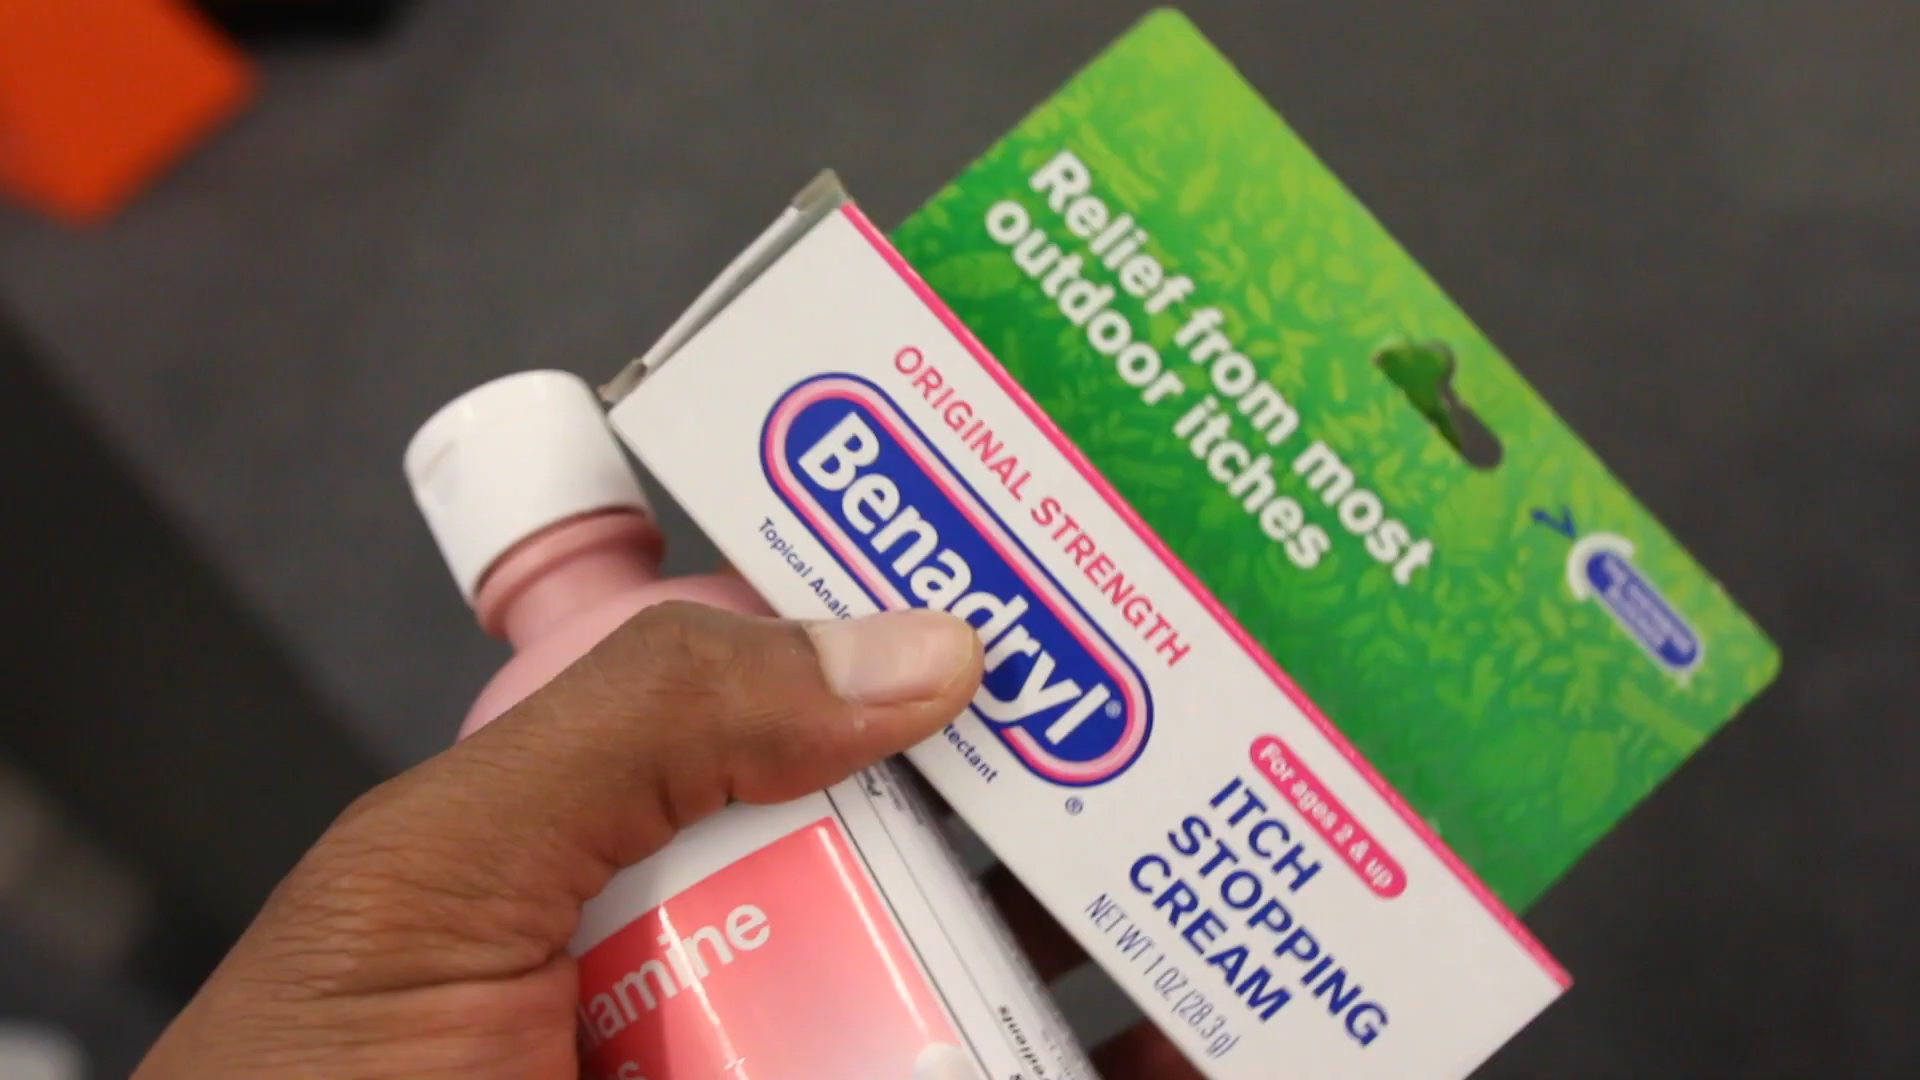 Relief from most
outdoor itches
ORIGINAL STRENGTH
Benadryl®
Topical
tectant
®
For ages 2 & up
ITCH
STOPPING
CREAM
NET WT 1 OZ (28.3 g)
lamine